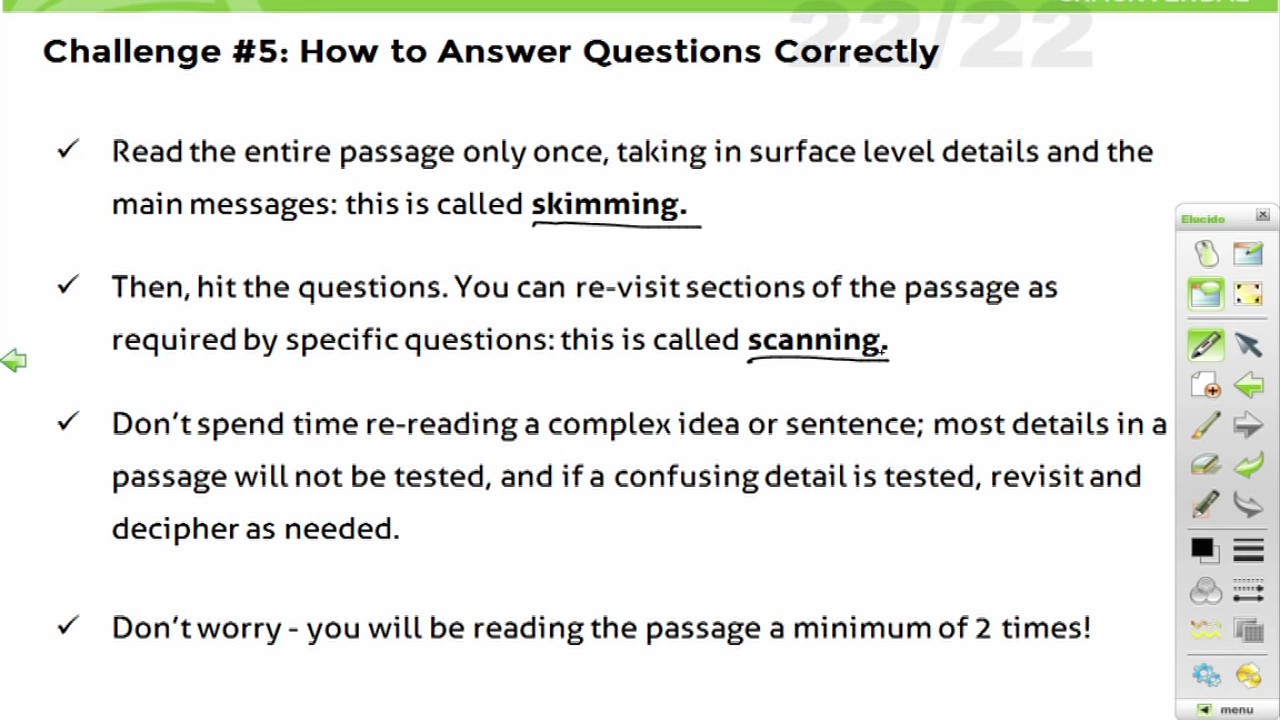 22/22
Challenge #5: How to Answer Questions Correctly
✓ Read the entire passage only once, taking in surface level details and the
main messages: this is called skimming.
✓ Then, hit the questions. You can re-visit sections of the passage as
required by specific questions: this is called scanning.
✓ Don't spend time re-reading a complex idea or sentence; most details in a
passage will not be tested, and if a confusing detail is tested, revisit and
decipher as needed.
✓ Don't worry - you will be reading the passage a minimum of 2 times!
Elucido
menu